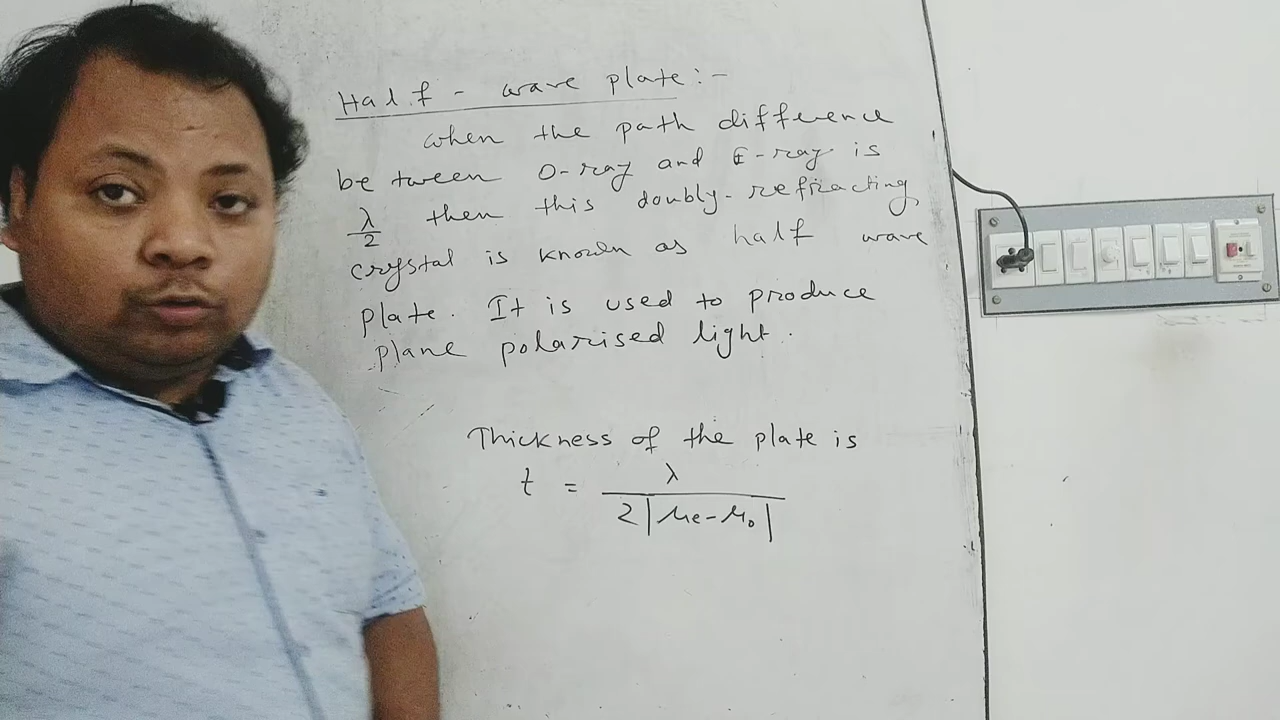 Half - wave plate:-
when the path difference
between O-ray and E-ray is
λ/2 then this doubly-refracting
crystal is known as half wave
plate. It is used to produce
plane polarised light.
Thickness of the plate is
t = λ / 2|μe-μo|